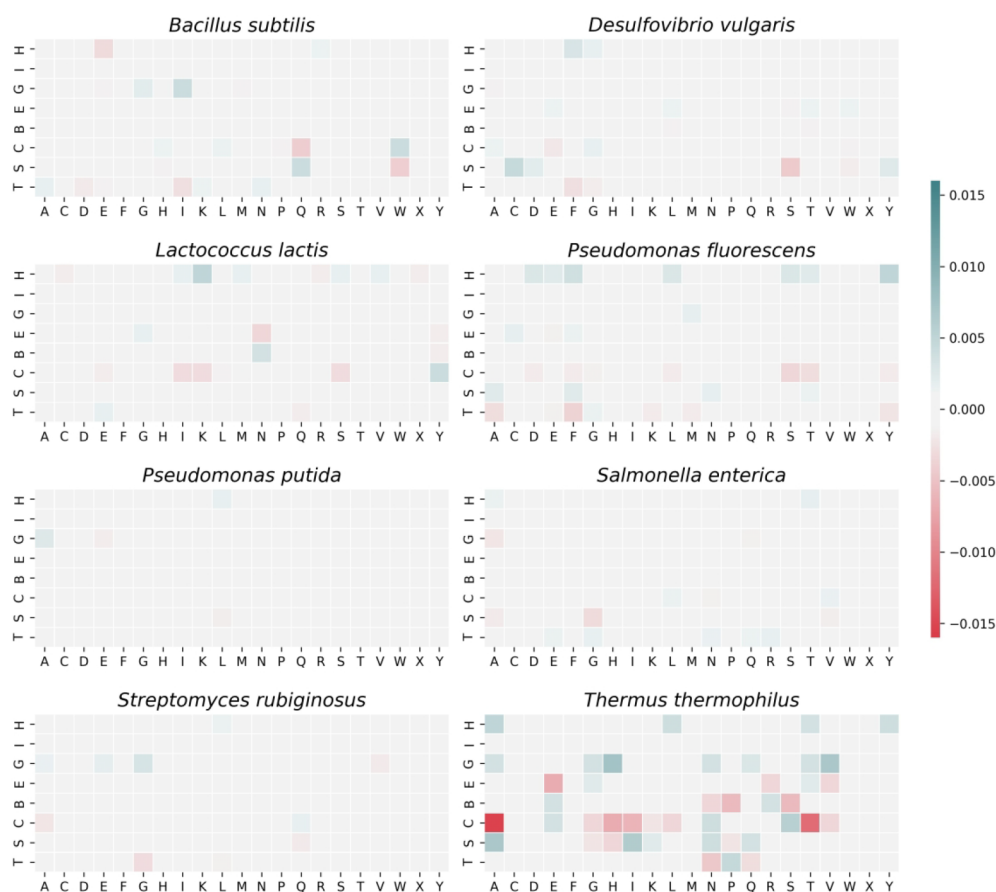 Bacillus subtilis
H
I
G
E
B
C
S
T
A C D E F G H I K L M N P Q R S T V W X Y
Desulfovibrio vulgaris
H
I
G
E
B
C
S
T
A C D E F G H I K L M N P Q R S T V W X Y
Lactococcus lactis
H
I
G
E
B
C
S
T
A C D E F G H I K L M N P Q R S T V W X Y
Pseudomonas fluorescens
H
I
G
E
B
C
S
T
A C D E F G H I K L M N P Q R S T V W X Y
Pseudomonas putida
H
I
G
E
B
C
S
T
A C D E F G H I K L M N P Q R S T V W X Y
Salmonella enterica
H
I
G
E
B
C
S
T
A C D E F G H I K L M N P Q R S T V W X Y
Streptomyces rubiginosus
H
I
G
E
B
C
S
T
A C D E F G H I K L M N P Q R S T V W X Y
Thermus thermophilus
H
I
G
E
B
C
S
T
A C D E F G H I K L M N P Q R S T V W X Y
0.015
0.010
0.005
0.000
−0.005
−0.010
−0.015